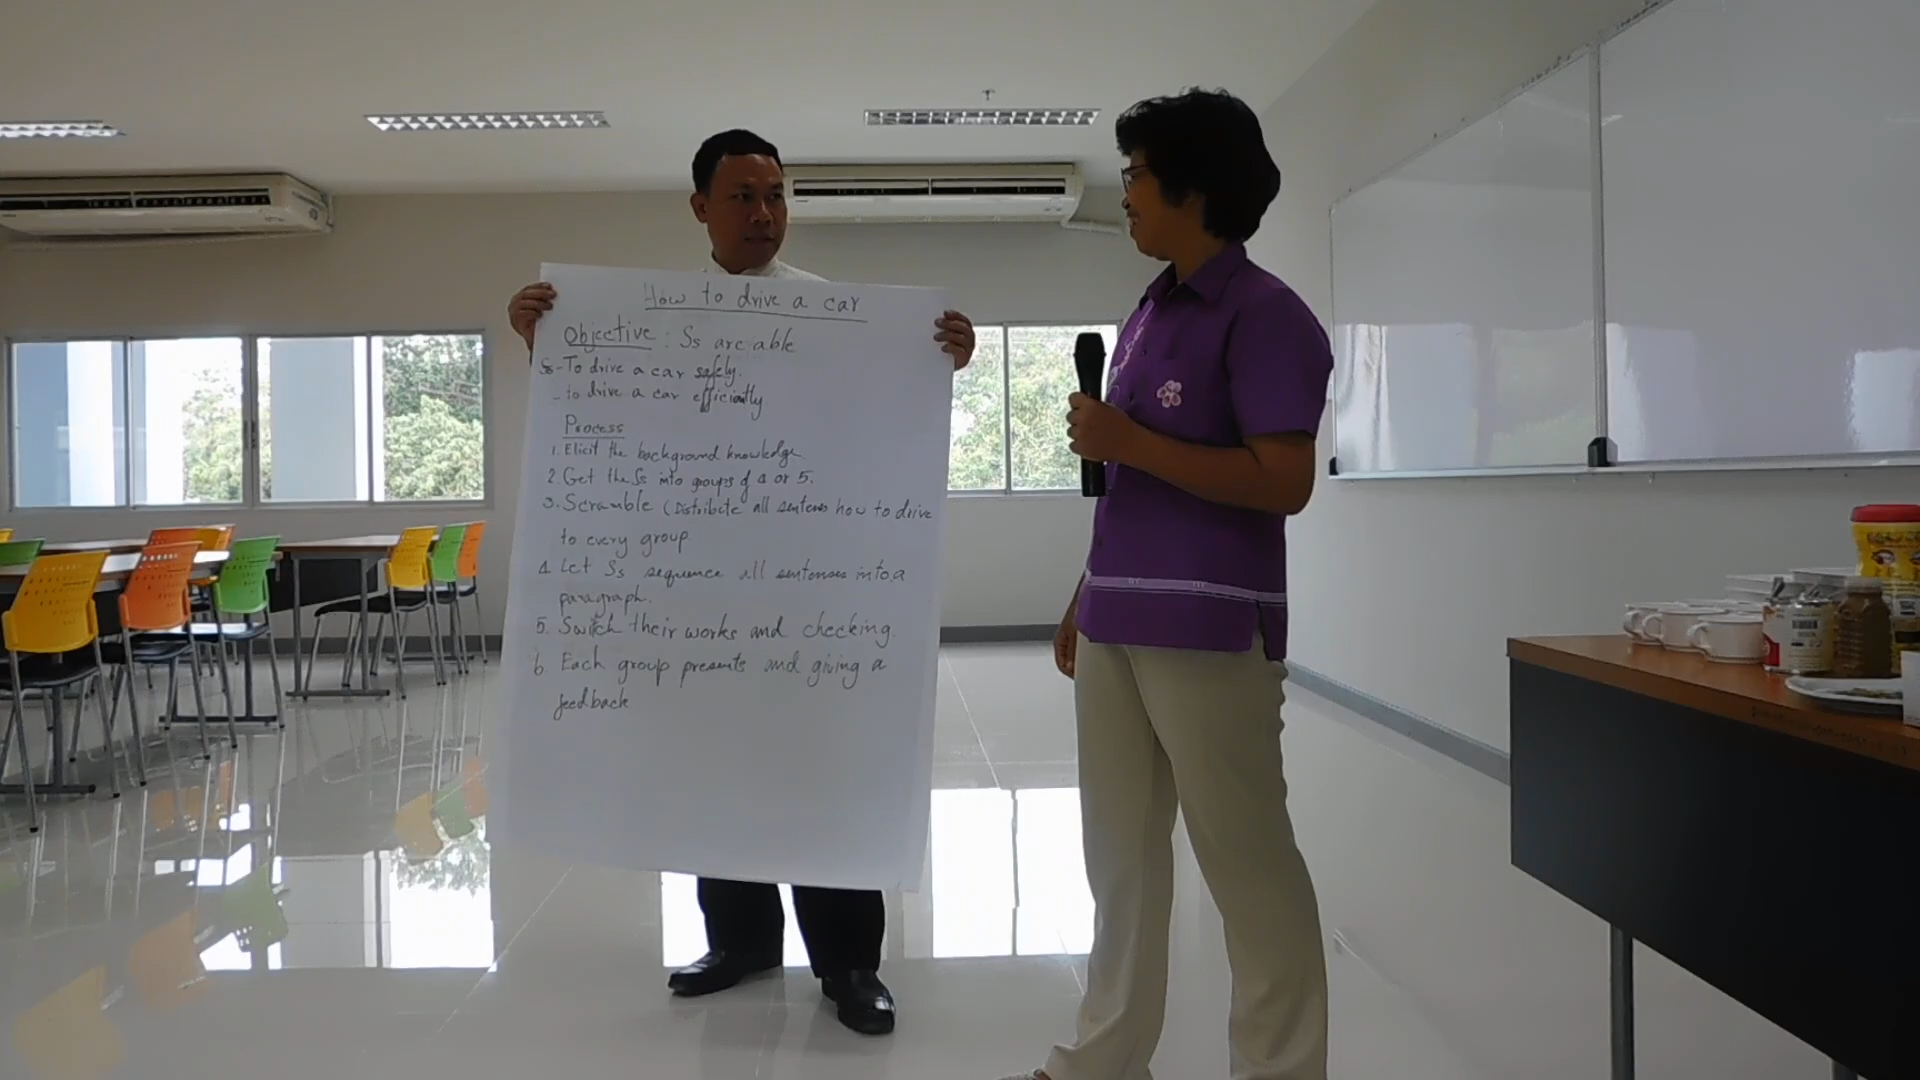 How to drive a car
Objective : Ss are able
Ss - To drive a car safely.
- to drive a car efficiently
Process
1. Elicit the background knowledge
2. Get the Ss into groups of 4 or 5.
3. Scramble (Distribute all sentences how to drive
to every group
4. Let Ss sequence all sentenses into a
paragraph.
5. Switch their works and checking.
6. Each group presents and giving a
feedback